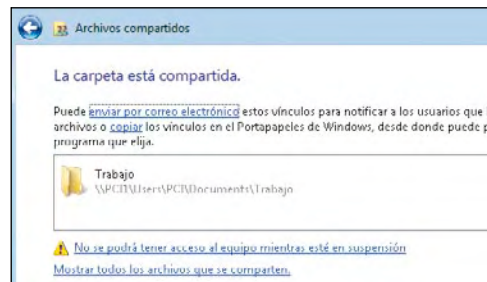 Archivos compartidos
La carpeta está compartida.
Puede enviar por correo electrónico estos vínculos para notificar a los usuarios que
archivos o copiar los vínculos en el Portapapeles de Windows, desde donde puede
programa que elija.
Trabajo
\\PCI1\Users\PCI\Documents\Trabajo
No se podrá tener acceso al equipo mientras esté en suspensión
Mostrar todos los archivos que se comparten.